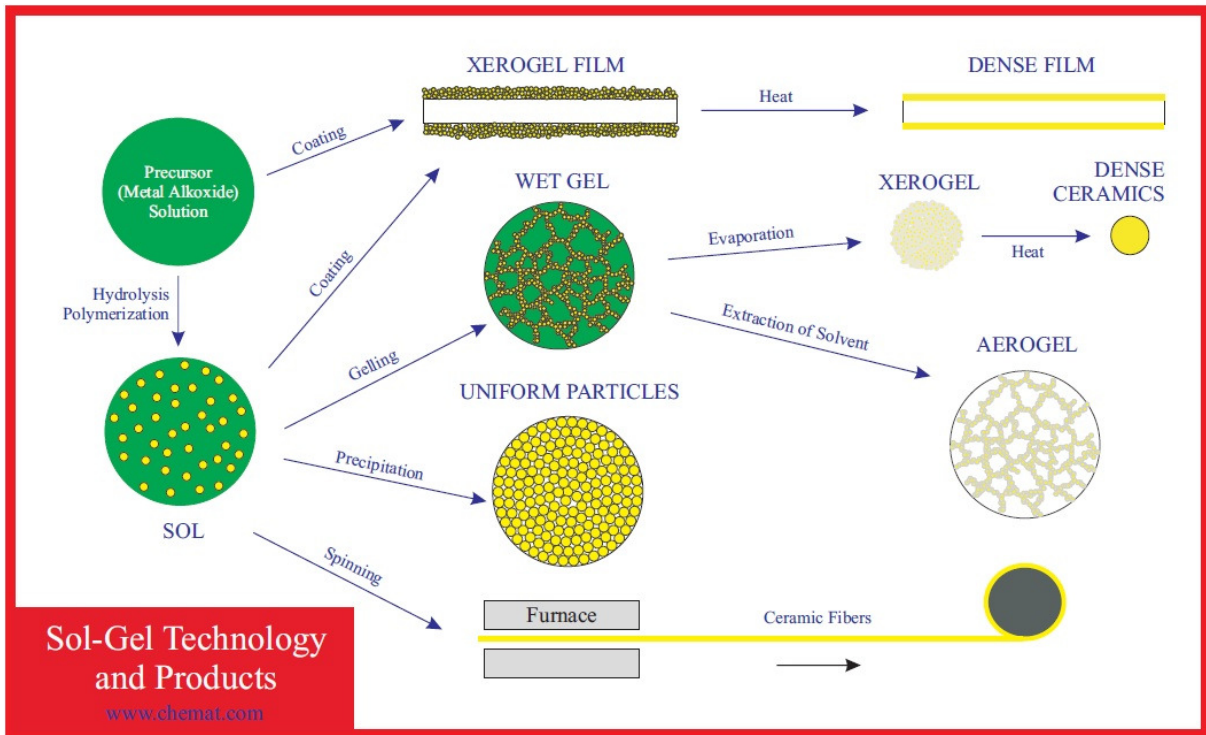 XEROGEL FILM
DENSE FILM
Heat
Coating
Precursor
(Metal Alkoxide)
Solution
WET GEL
XEROGEL
DENSE
CERAMICS
Evaporation
Heat
Coating
Hydrolysis
Polymerization
Extraction of Solvent
AEROGEL
Gelling
UNIFORM PARTICLES
Precipitation
SOL
Spinning
Furnace
Ceramic Fibers
Sol-Gel Technology
and Products
www.chemat.com